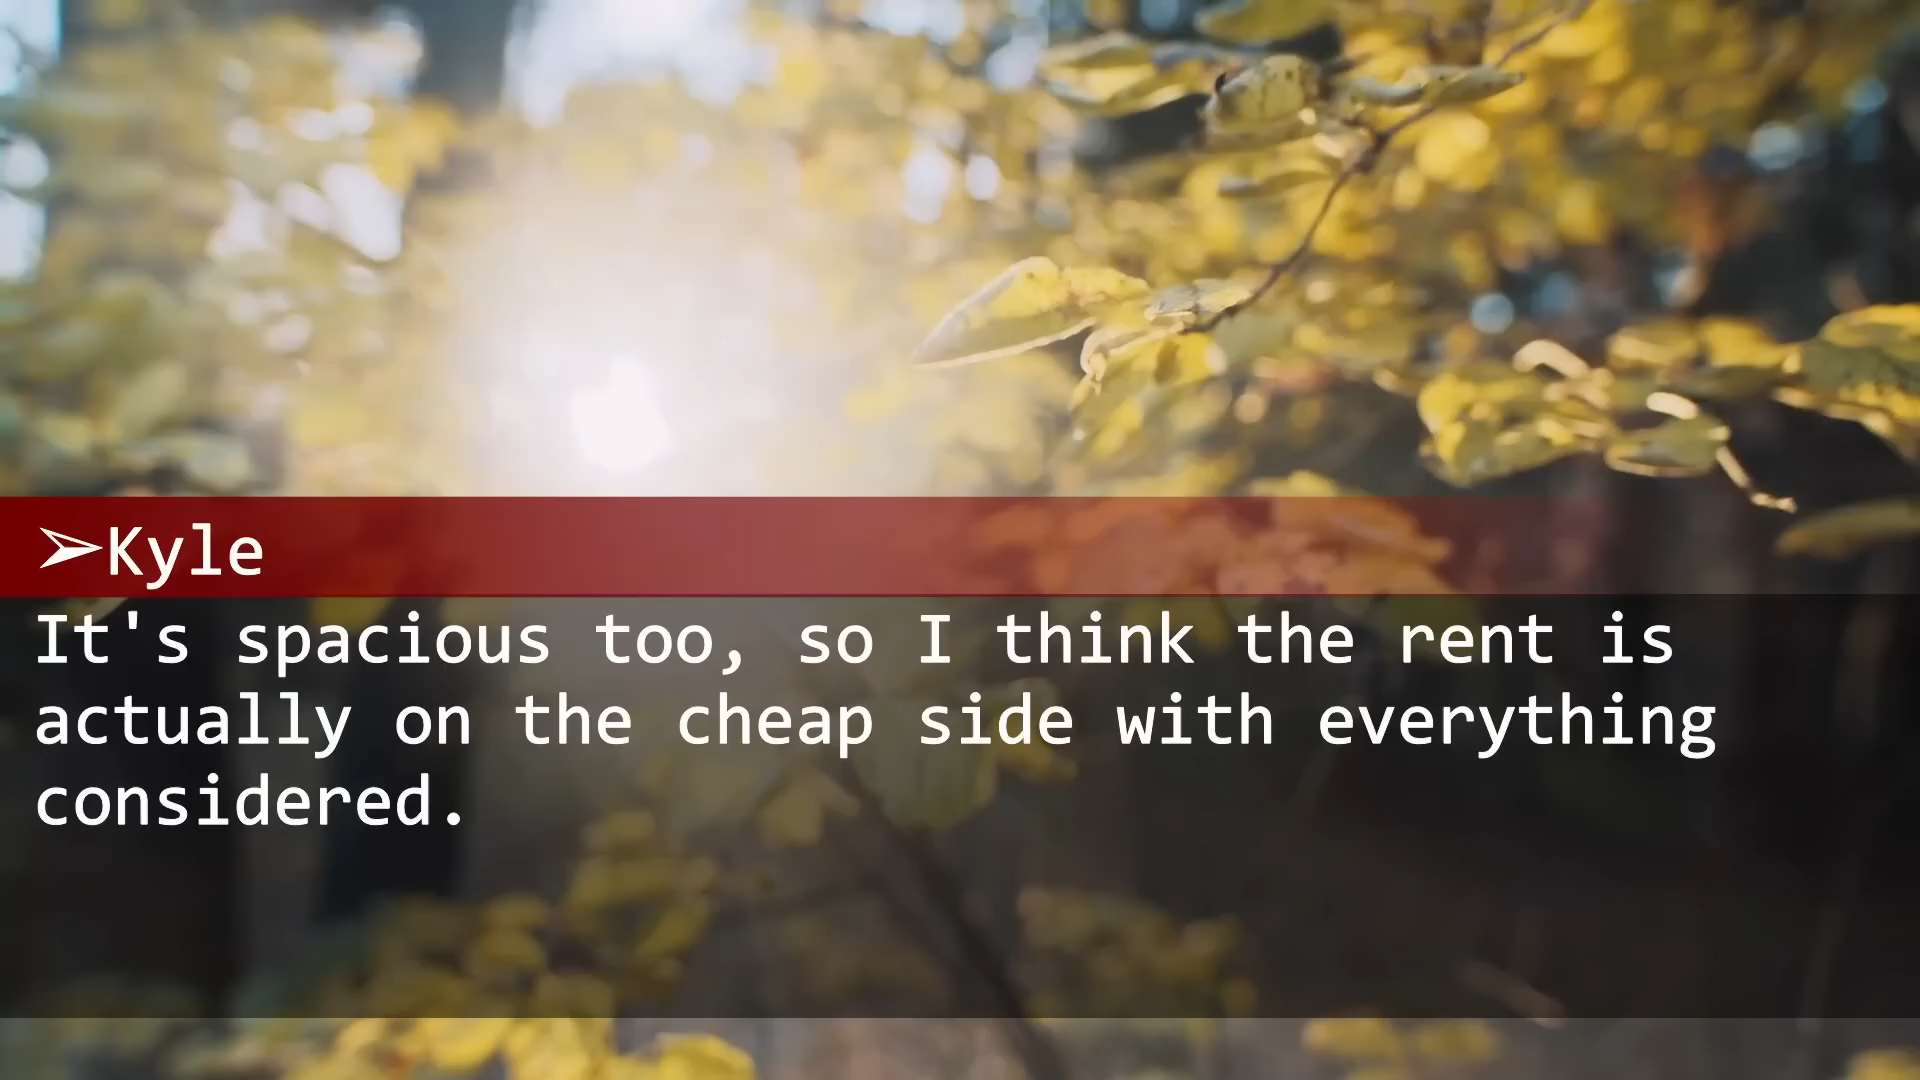 ➢Kyle
It's spacious too, so I think the rent is
actually on the cheap side with everything
considered.